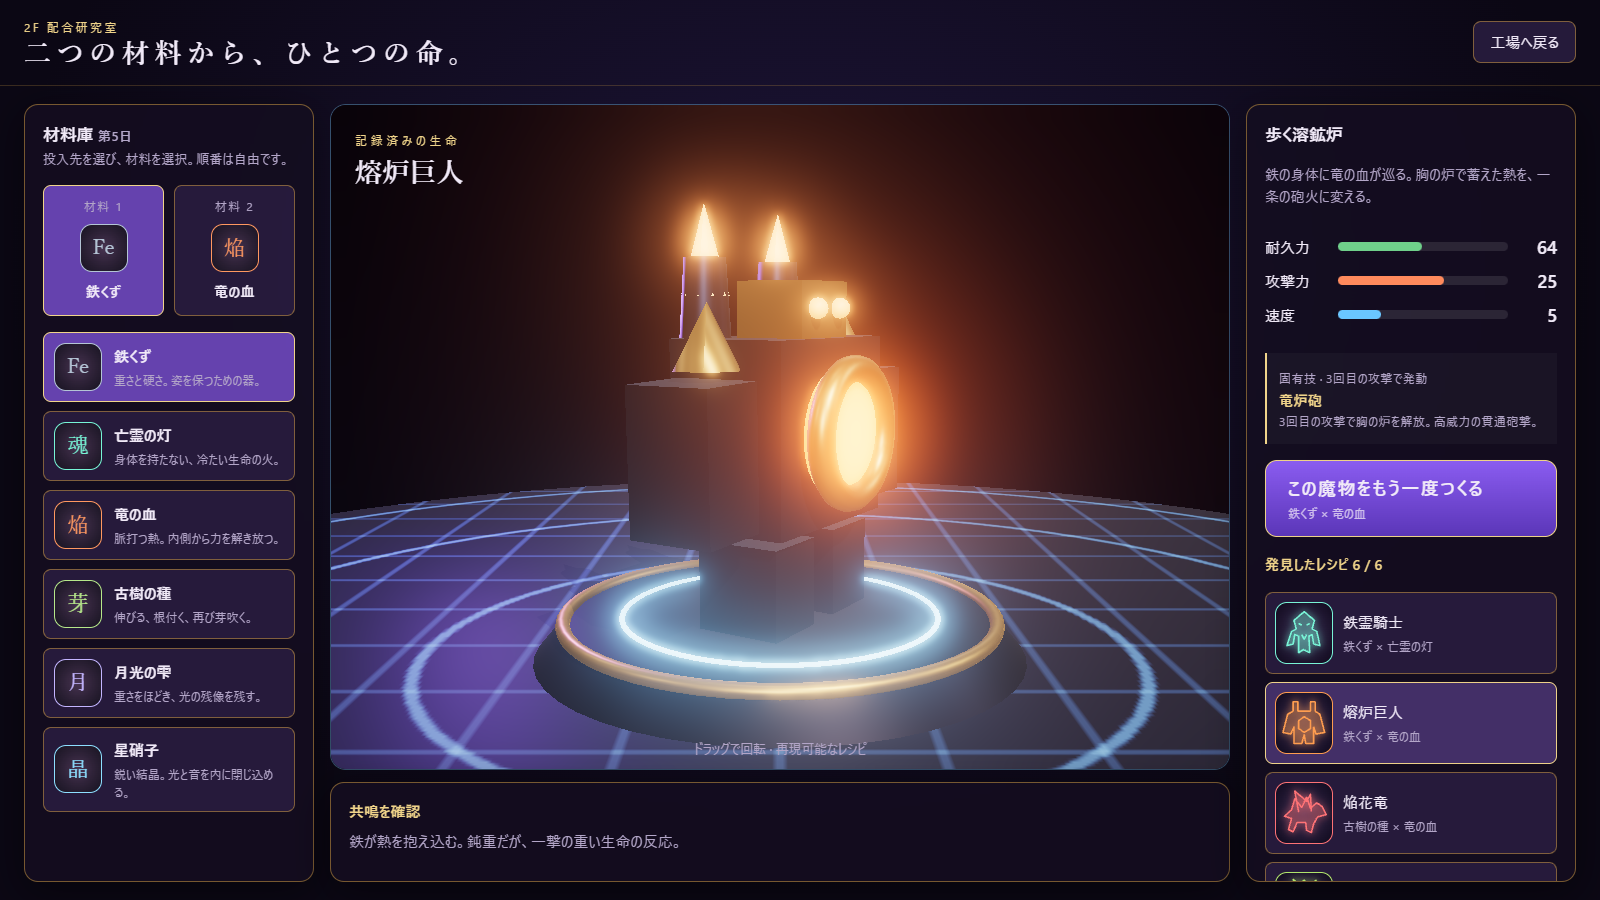 2F 配合研究室
二つの材料から、ひとつの命。
工場へ戻る
材料庫 第5日
投入先を選び、材料を選択。順番は自由です。
材料 1
Fe
鉄くず
材料 2
焔
竜の血
Fe
鉄くず
重さと硬さ。姿を保つための器。
魂
亡霊の灯
身体を持たない、冷たい生命の火。
焔
竜の血
脈打つ熱。内側から力を解き放つ。
芽
古樹の種
伸びる、根付く、再び芽吹く。
月
月光の雫
重さをほどき、光の残像を残す。
晶
星硝子
鋭い結晶。光と音を内に閉じ込め
る。
記録済みの生命
熔炉巨人
ドラッグで回転・再現可能なレシピ
共鳴を確認
鉄が熱を抱え込む。鈍重だが、一撃の重い生命の反応。
歩く溶鉱炉
鉄の身体に竜の血が巡る。胸の炉で蓄えた熱を、一
条の砲火に変える。
耐久力 64
攻撃力 25
速度 5
固有技・3回目の攻撃で発動
竜炉砲
3回目の攻撃で胸の炉を解放。高威力の貫通砲撃。
この魔物をもう一度つくる
鉄くず × 竜の血
発見したレシピ 6 / 6
鉄霊騎士
鉄くず × 亡霊の灯
熔炉巨人
鉄くず × 竜の血
焔花竜
古樹の種 × 竜の血